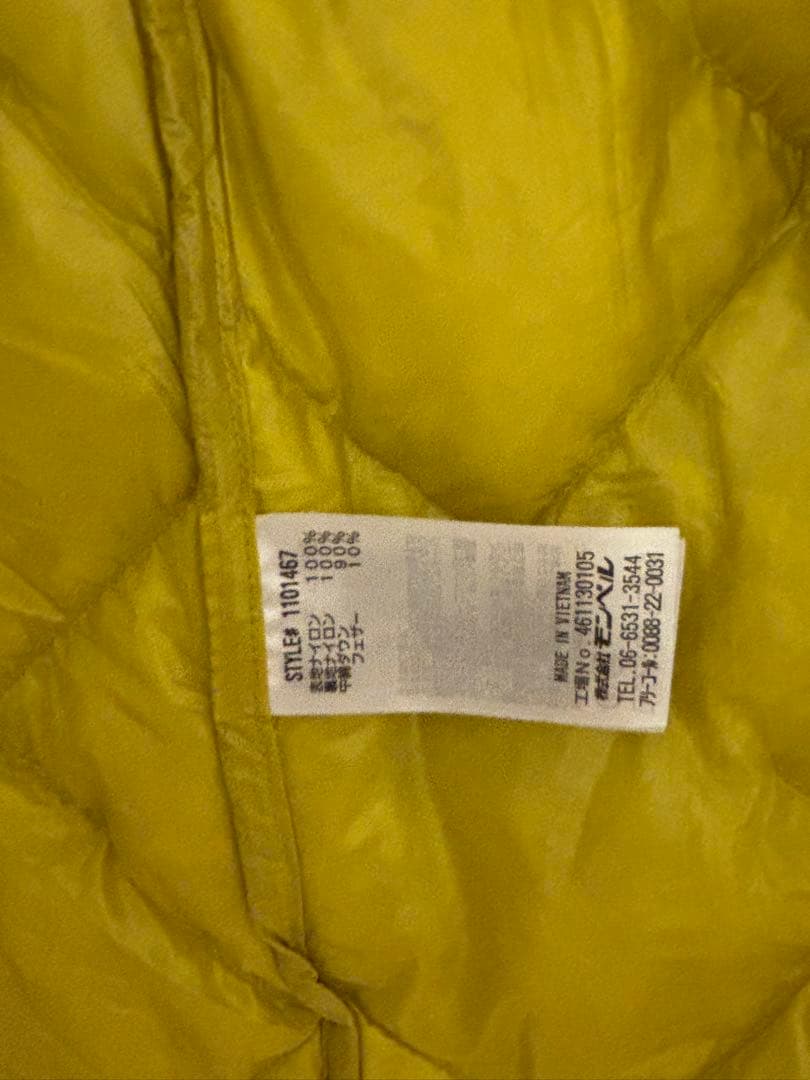 STYLE# 1101467
表地ナイロン 100%
裏地ナイロン 100%
中綿ダウン 90%
フェザー 10%
MADE IN VIETNAM
工場No.461130105
株式会社モンベル
TEL.06-6531-3544
フリーコール:0088-22-0031